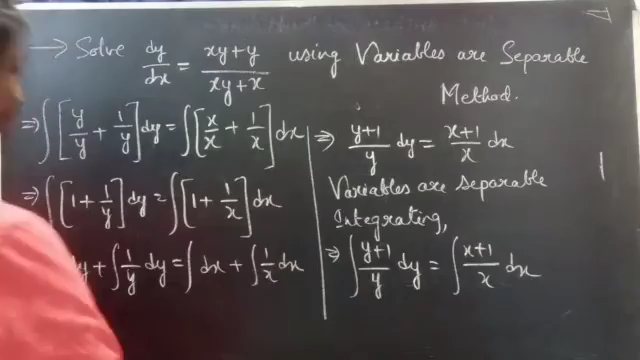 → Solve dy/dx = xy+y / xy+x using Variables are Separable Method.
⇒ y+1/y dy = x+1/x dx
Variables are separable
Integrating,
⇒ ∫ y+1/y dy = ∫ x+1/x dx
⇒ ∫ [y/y + 1/y] dy = ∫ [x/x + 1/x] dx
⇒ ∫ [1 + 1/y] dy = ∫ [1 + 1/x] dx
dy + ∫ 1/y dy = ∫ dx + ∫ 1/x dx